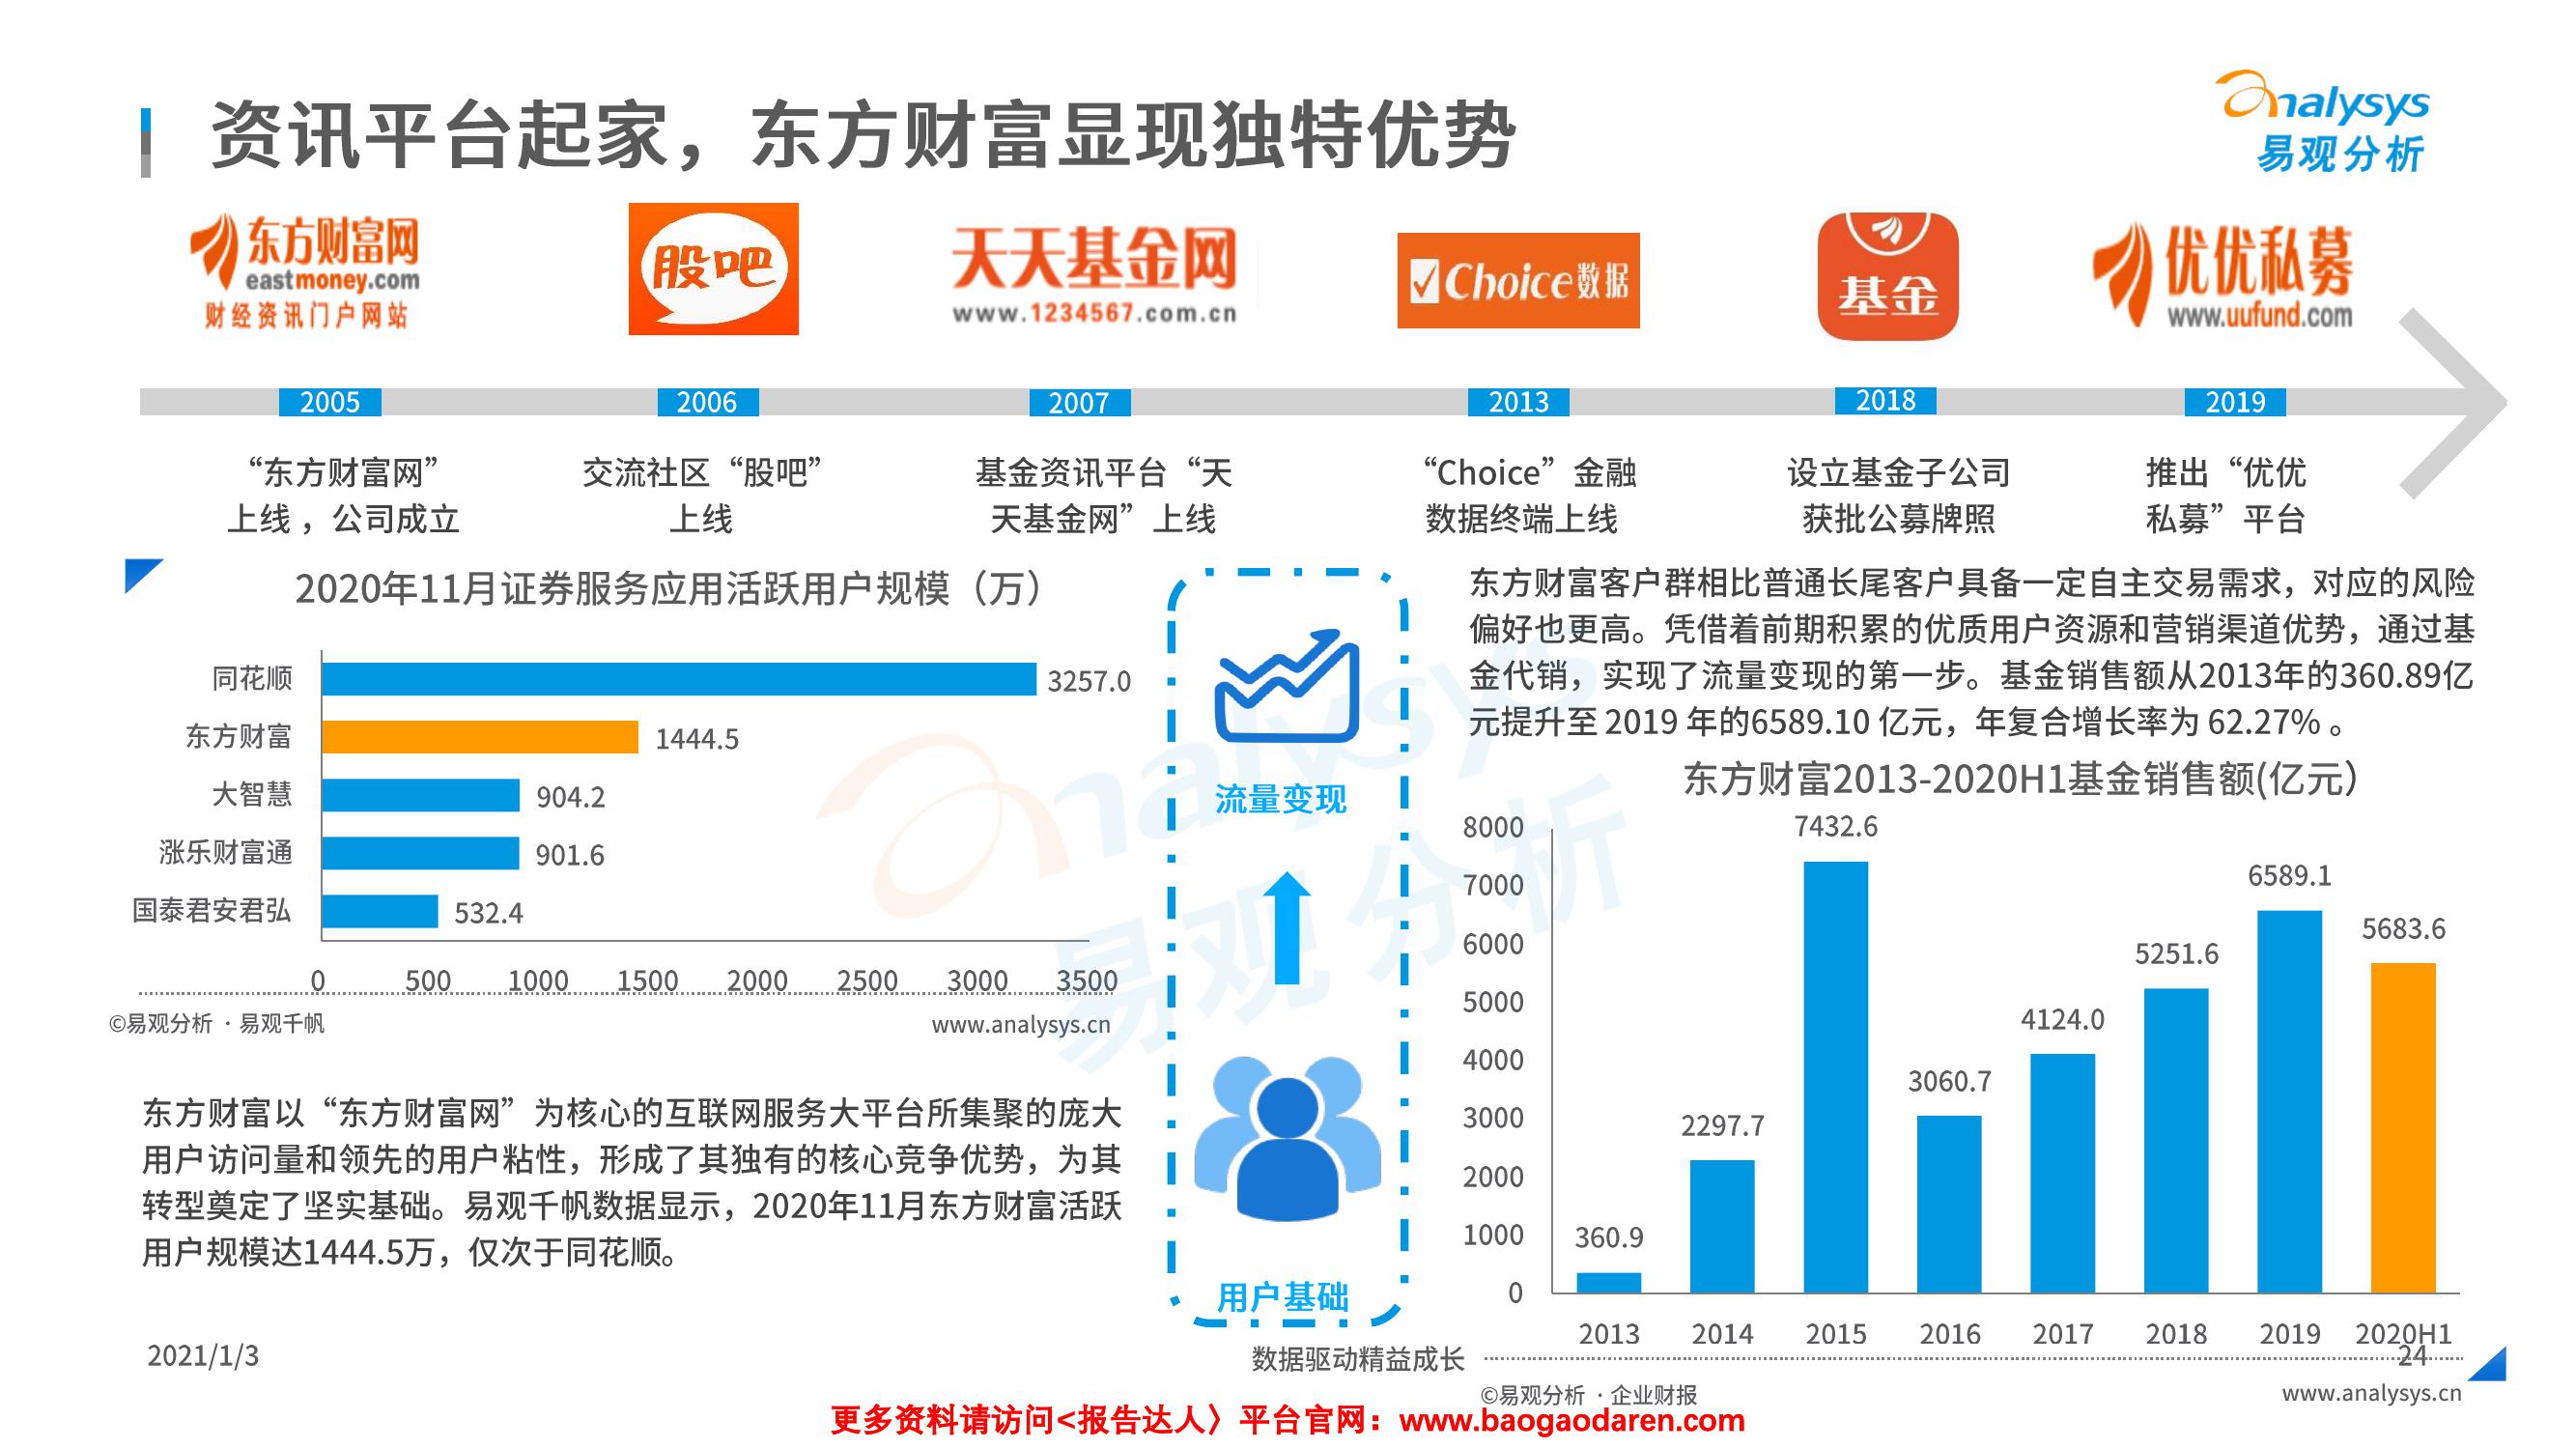 资讯平台起家，东方财富显现独特优势
analysys
易观分析
东方财富网
eastmoney.com
财经资讯门户网站
股吧
天天基金网
www.1234567.com.cn
Choice数据
基金
优优私募
www.uufund.com
2005
2006
2007
2013
2018
2019
“东方财富网”
上线，公司成立
交流社区“股吧”
上线
基金资讯平台“天
天基金网”上线
“Choice”金融
数据终端上线
设立基金子公司
获批公募牌照
推出“优优
私募”平台
2020年11月证券服务应用活跃用户规模（万）
同花顺
3257.0
东方财富
1444.5
大智慧
904.2
涨乐财富通
901.6
国泰君安君弘
532.4
0 500 1000 1500 2000 2500 3000 3500
©易观分析 · 易观千帆
www.analysys.cn
东方财富以“东方财富网”为核心的互联网服务大平台所集聚的庞大
用户访问量和领先的用户粘性，形成了其独有的核心竞争优势，为其
转型奠定了坚实基础。易观千帆数据显示，2020年11月东方财富活跃
用户规模达1444.5万，仅次于同花顺。
流量变现
用户基础
东方财富客户群相比普通长尾客户具备一定自主交易需求，对应的风险
偏好也更高。凭借着前期积累的优质用户资源和营销渠道优势，通过基
金代销，实现了流量变现的第一步。基金销售额从2013年的360.89亿
元提升至 2019 年的6589.10 亿元，年复合增长率为 62.27% 。
东方财富2013-2020H1基金销售额(亿元）
8000
7000
6000
5000
4000
3000
2000
1000
0
360.9
2297.7
7432.6
3060.7
4124.0
5251.6
6589.1
5683.6
2013 2014 2015 2016 2017 2018 2019 2020H1
©易观分析 · 企业财报
www.analysys.cn
analysys
易观分析
2021/1/3
数据驱动精益成长
24
更多资料请访问<报告达人〉平台官网：www.baogaodaren.com